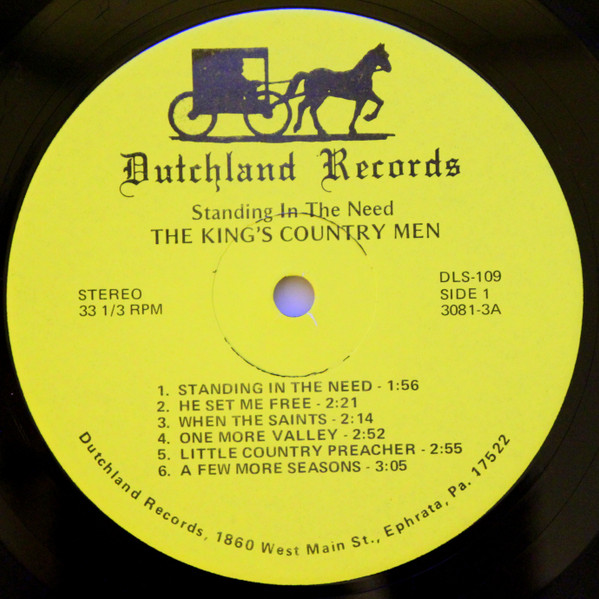 Dutchland Records
Standing In The Need
THE KING'S COUNTRY MEN
STEREO
33 1/3 RPM
DLS-109
SIDE 1
3081-3A
1. STANDING IN THE NEED - 1:56
2. HE SET ME FREE - 2:21
3. WHEN THE SAINTS - 2:14
4. ONE MORE VALLEY - 2:52
5. LITTLE COUNTRY PREACHER - 2:55
6. A FEW MORE SEASONS - 3:05
Dutchland Records, 1860 West Main St., Ephrata, Pa. 17522